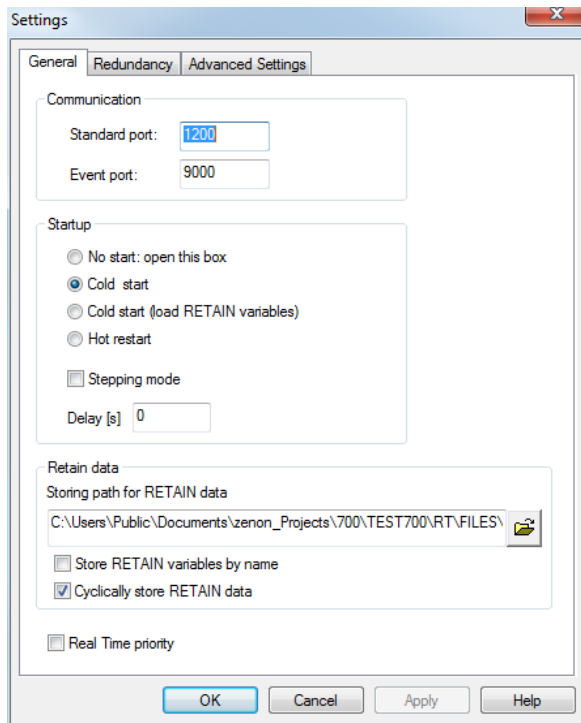 Settings
General Redundancy Advanced Settings
Communication
Standard port: 1200
Event port: 9000
Startup
No start: open this box
Cold start
Cold start (load RETAIN variables)
Hot restart
Stepping mode
Delay [s] 0
Retain data
Storing path for RETAIN data
C:\Users\Public\Documents\zenon_Projects\700\TEST700\RT\FILES\
Store RETAIN variables by name
Cyclically store RETAIN data
Real Time priority
OK Cancel Apply Help